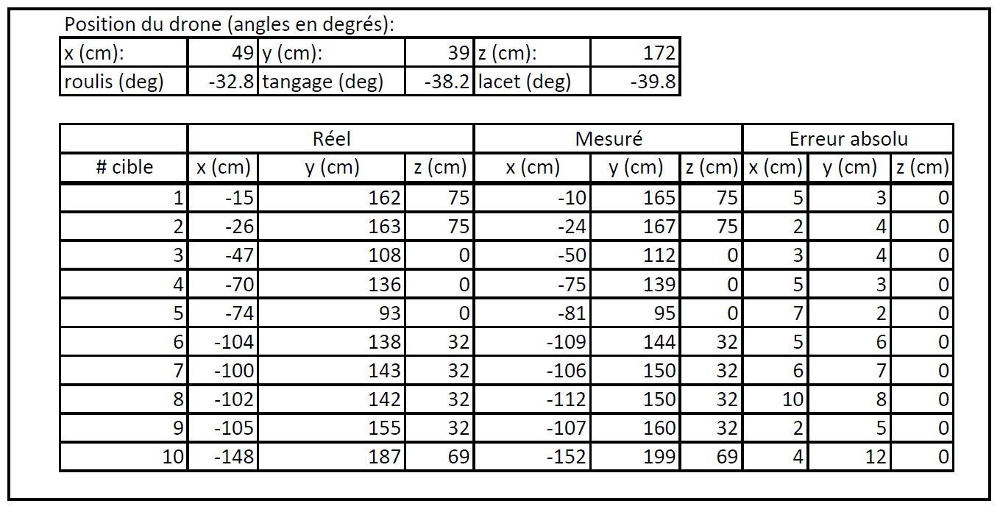 Position du drone (angles en degrés):
x (cm): 49 y (cm): 39 z (cm): 172
roulis (deg) -32.8 tangage (deg) -38.2 lacet (deg) -39.8
Réel Mesuré Erreur absolu
# cible x (cm) y (cm) z (cm) x (cm) y (cm) z (cm) x (cm) y (cm) z (cm)
1 -15 162 75 -10 165 75 5 3 0
2 -26 163 75 -24 167 75 2 4 0
3 -47 108 0 -50 112 0 3 4 0
4 -70 136 0 -75 139 0 5 3 0
5 -74 93 0 -81 95 0 7 2 0
6 -104 138 32 -109 144 32 5 6 0
7 -100 143 32 -106 150 32 6 7 0
8 -102 142 32 -112 150 32 10 8 0
9 -105 155 32 -107 160 32 2 5 0
10 -148 187 69 -152 199 69 4 12 0